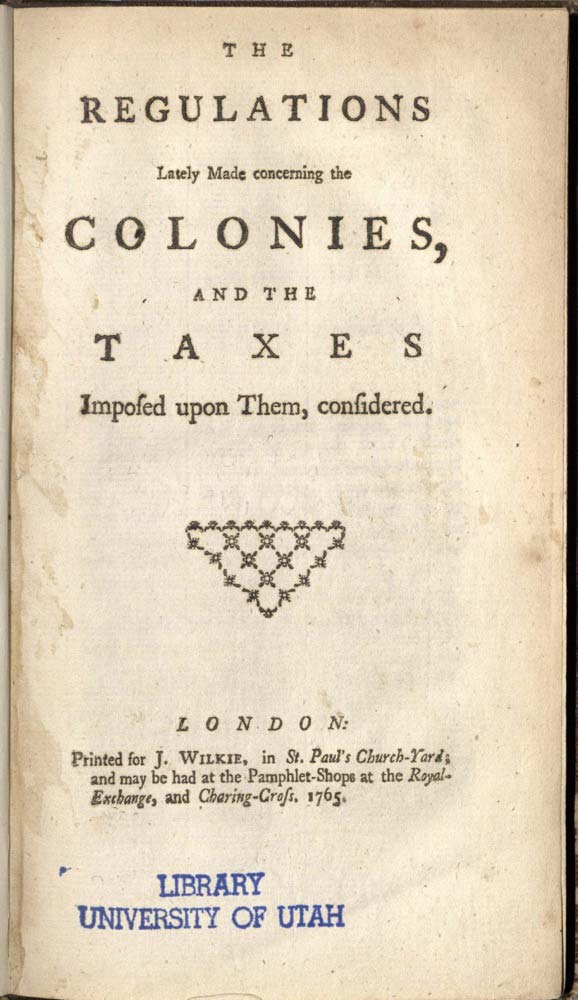 THE
REGULATIONS
Lately Made concerning the
COLONIES,
AND THE
TAXES
Impoſed upon Them, conſidered.
LONDON:
Printed for J. WILKIE, in St. Paul's Church-Yard;
and may be had at the Pamphlet-Shops at the Royal-
Exchange, and Charing-Croſs. 1765.
LIBRARY
UNIVERSITY OF UTAH